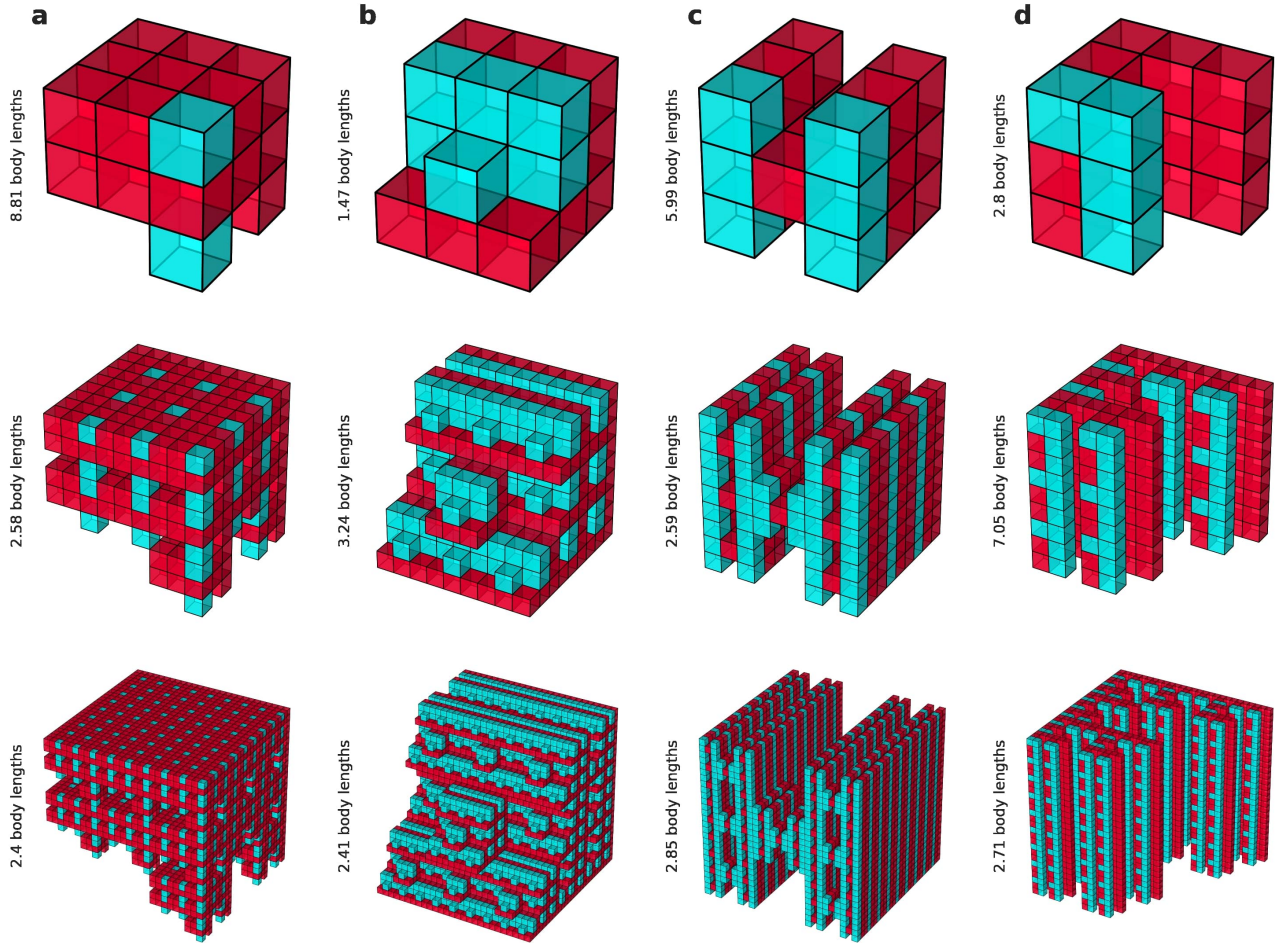 a
b
c
d
8.81 body lengths
1.47 body lengths
5.99 body lengths
2.8 body lengths
2.58 body lengths
3.24 body lengths
2.59 body lengths
7.05 body lengths
2.4 body lengths
2.41 body lengths
2.85 body lengths
2.71 body lengths